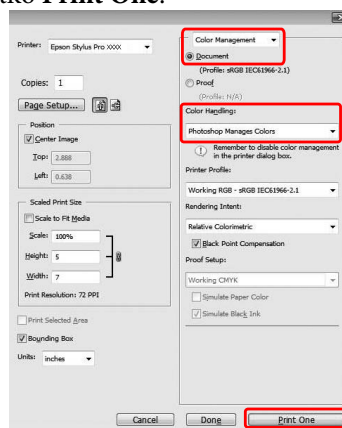 tko Print One.
Printer: Epson Stylus Pro XXXX
Copies: 1
Page Setup...
Position
Center Image
Top: 2.888
Left: 0.638
Scaled Print Size
Scale to Fit Media
Scale: 100%
Height: 5
Width: 7
Print Resolution: 72 PPI
Print Selected Area
Bounding Box
Units: inches
Color Management
Document
(Profile: sRGB IEC61966-2.1)
Proof
(Profile: N/A)
Color Handling:
Photoshop Manages Colors
Remember to disable color management
in the printer dialog box.
Printer Profile:
Working RGB - sRGB IEC61966-2.1
Rendering Intent:
Relative Colorimetric
Black Point Compensation
Proof Setup:
Working CMYK
Simulate Paper Color
Simulate Black Ink
Cancel
Done
Print One